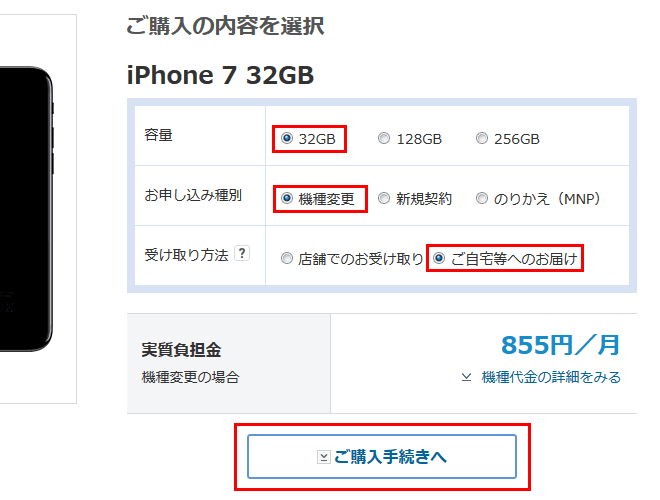 ご購入の内容を選択
iPhone 7 32GB
容量 32GB 128GB 256GB
お申し込み種別 機種変更 新規契約 のりかえ（MNP）
受け取り方法 ? 店舗でのお受け取り ご自宅等へのお届け
実質負担金 855円／月
機種変更の場合 機種代金の詳細をみる
ご購入手続きへ